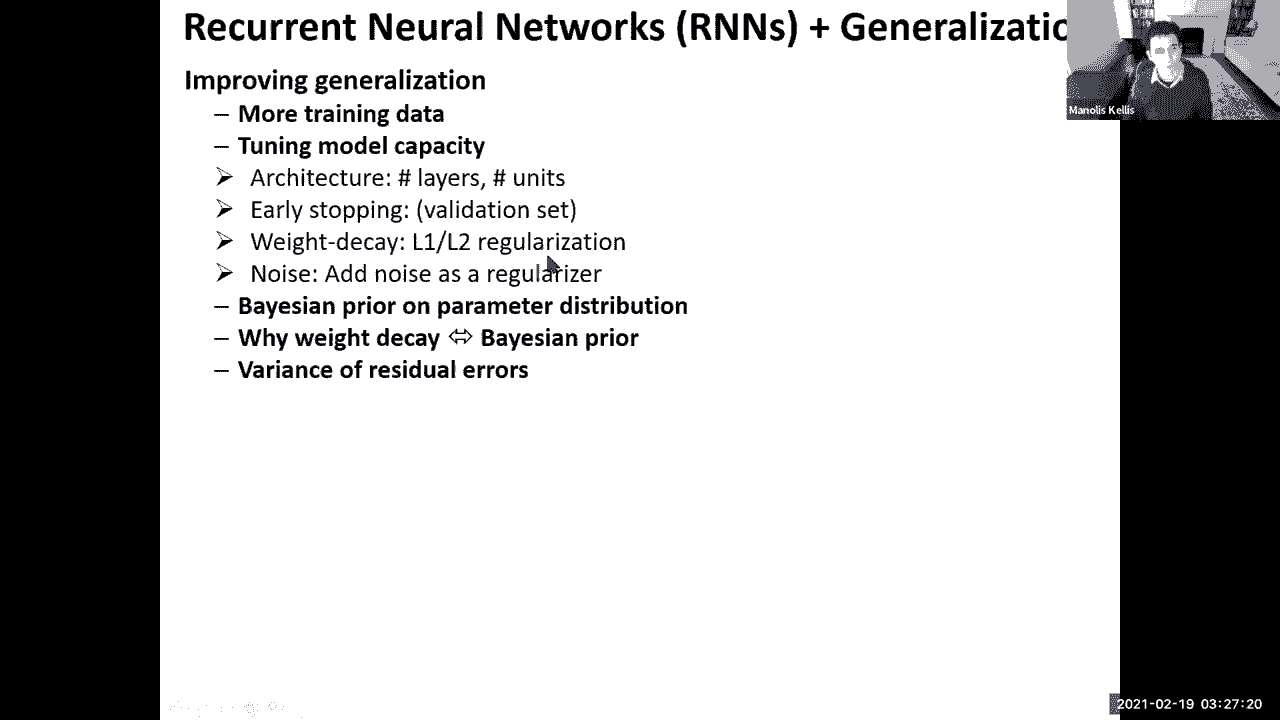 Recurrent Neural Networks (RNNs) + Generalizatio
Improving generalization
– More training data
– Tuning model capacity
➢ Architecture: # layers, # units
➢ Early stopping: (validation set)
➢ Weight-decay: L1/L2 regularization
➢ Noise: Add noise as a regularizer
– Bayesian prior on parameter distribution
– Why weight decay ⇔ Bayesian prior
– Variance of residual errors
Manolis Kellis
2021-02-19 03:27:20